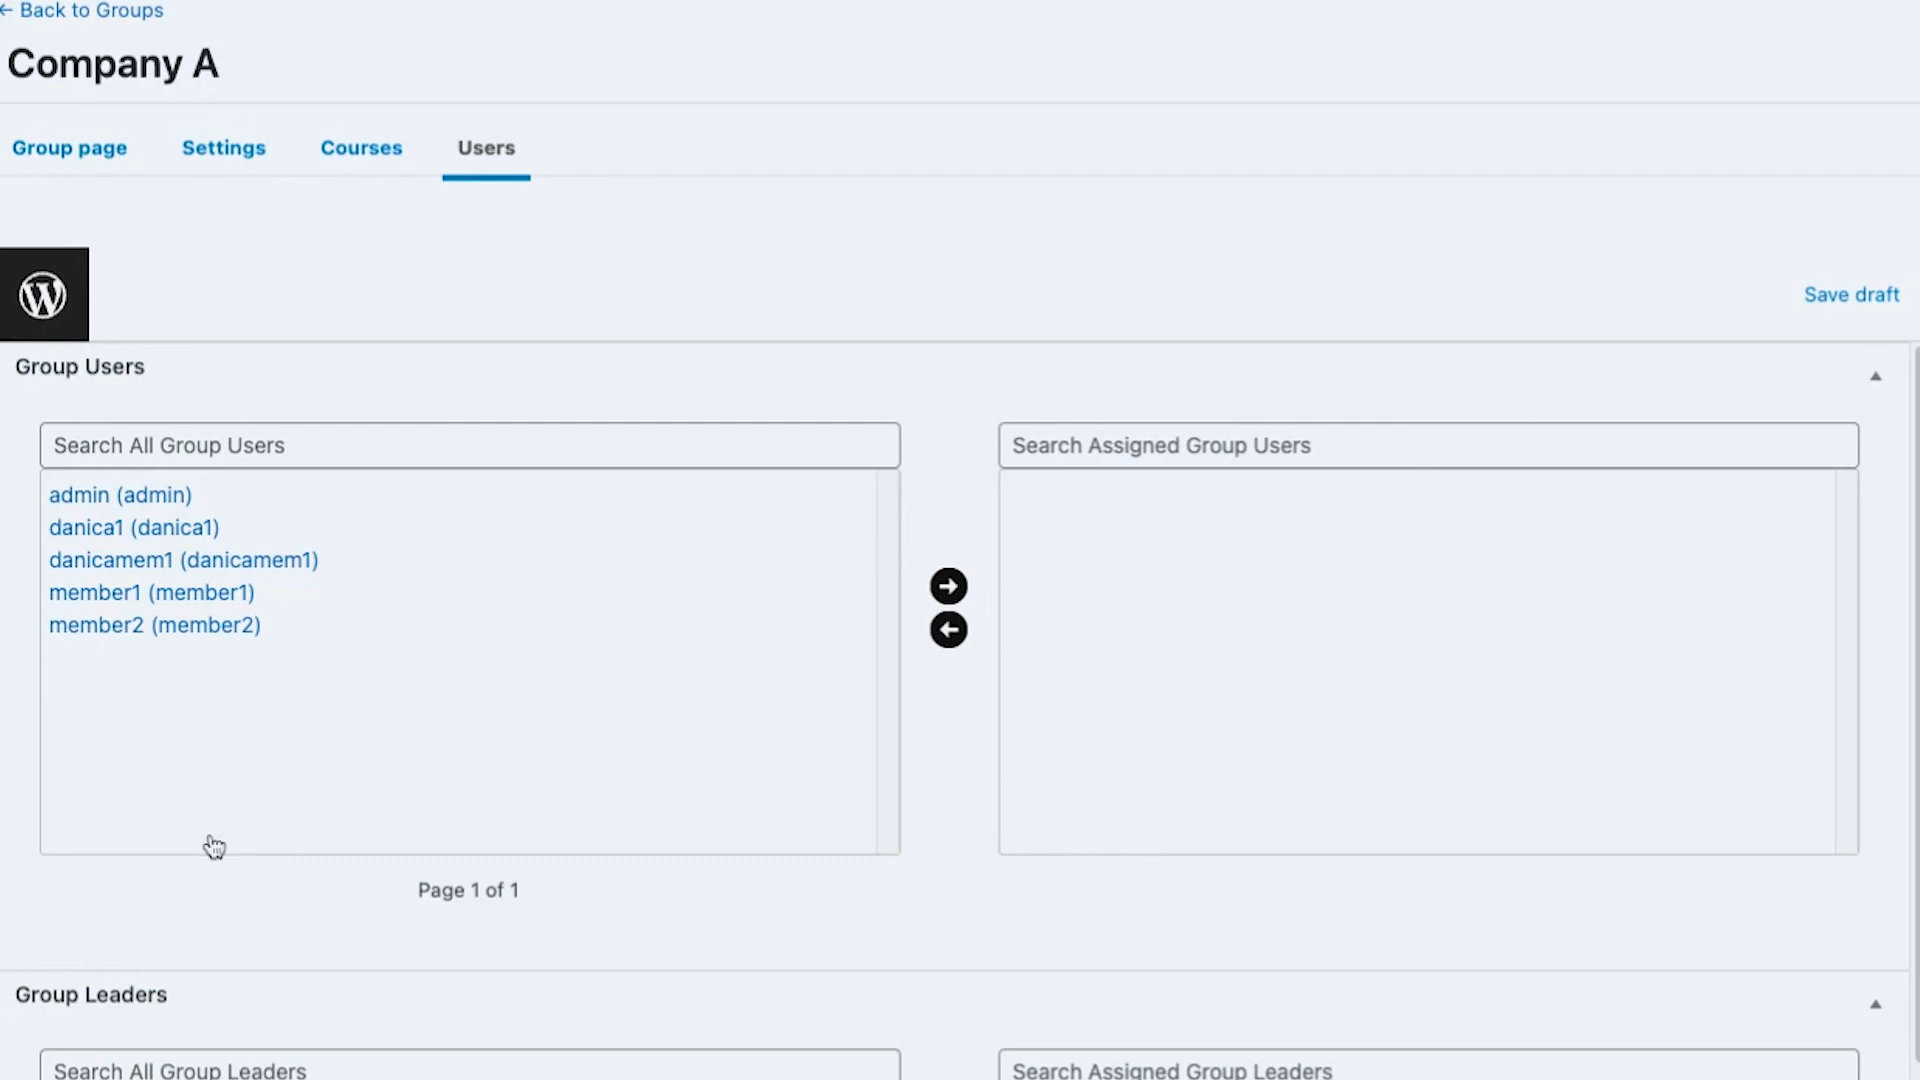 ← Back to Groups
Company A
Group page Settings Courses Users
Save draft
Group Users
Search All Group Users
Search Assigned Group Users
admin (admin)
danica1 (danica1)
danicamem1 (danicamem1)
member1 (member1)
member2 (member2)
Page 1 of 1
Group Leaders
Search All Group Leaders
Search Assigned Group Leaders